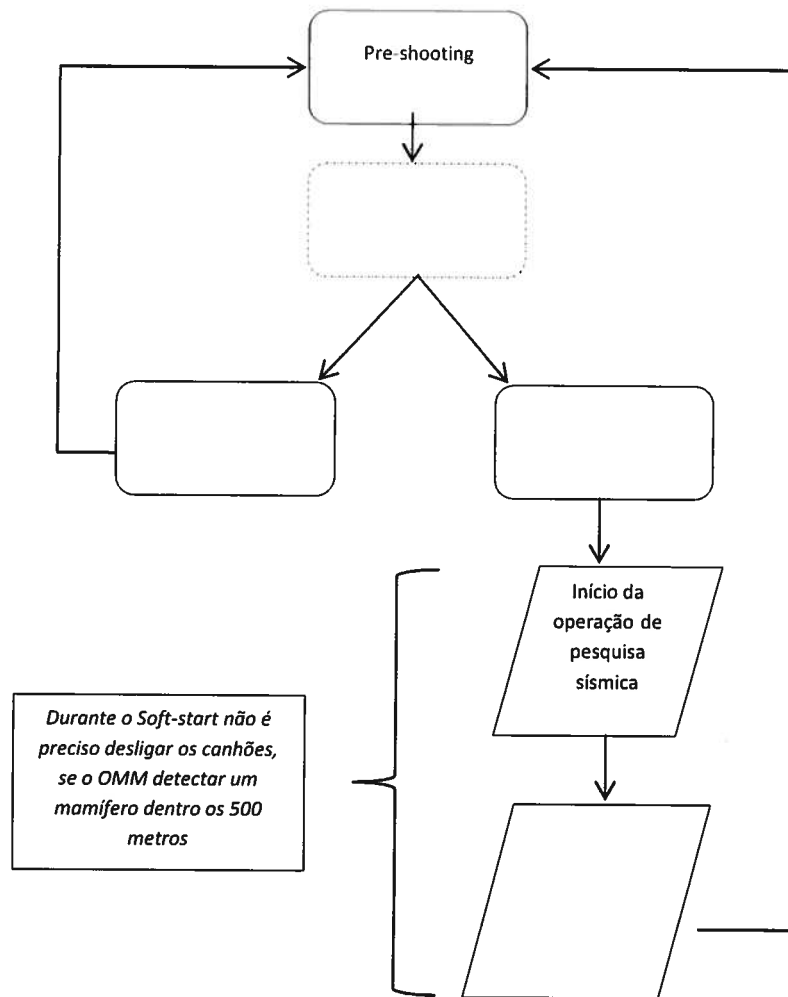 Pre-shooting
Início da
operação de
pesquisa
sísmica
Durante o Soft-start não é
preciso desligar os canhões,
se o OMM detectar um
mamífero dentro os 500
metros